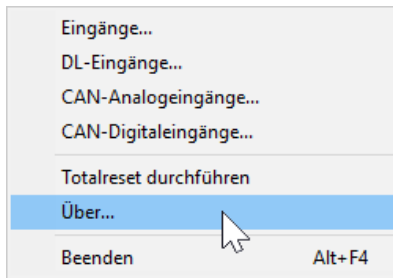 Eingänge...
DL-Eingänge...
CAN-Analogeingänge...
CAN-Digitaleingänge...
Totalreset durchführen
Über...
Beenden Alt+F4